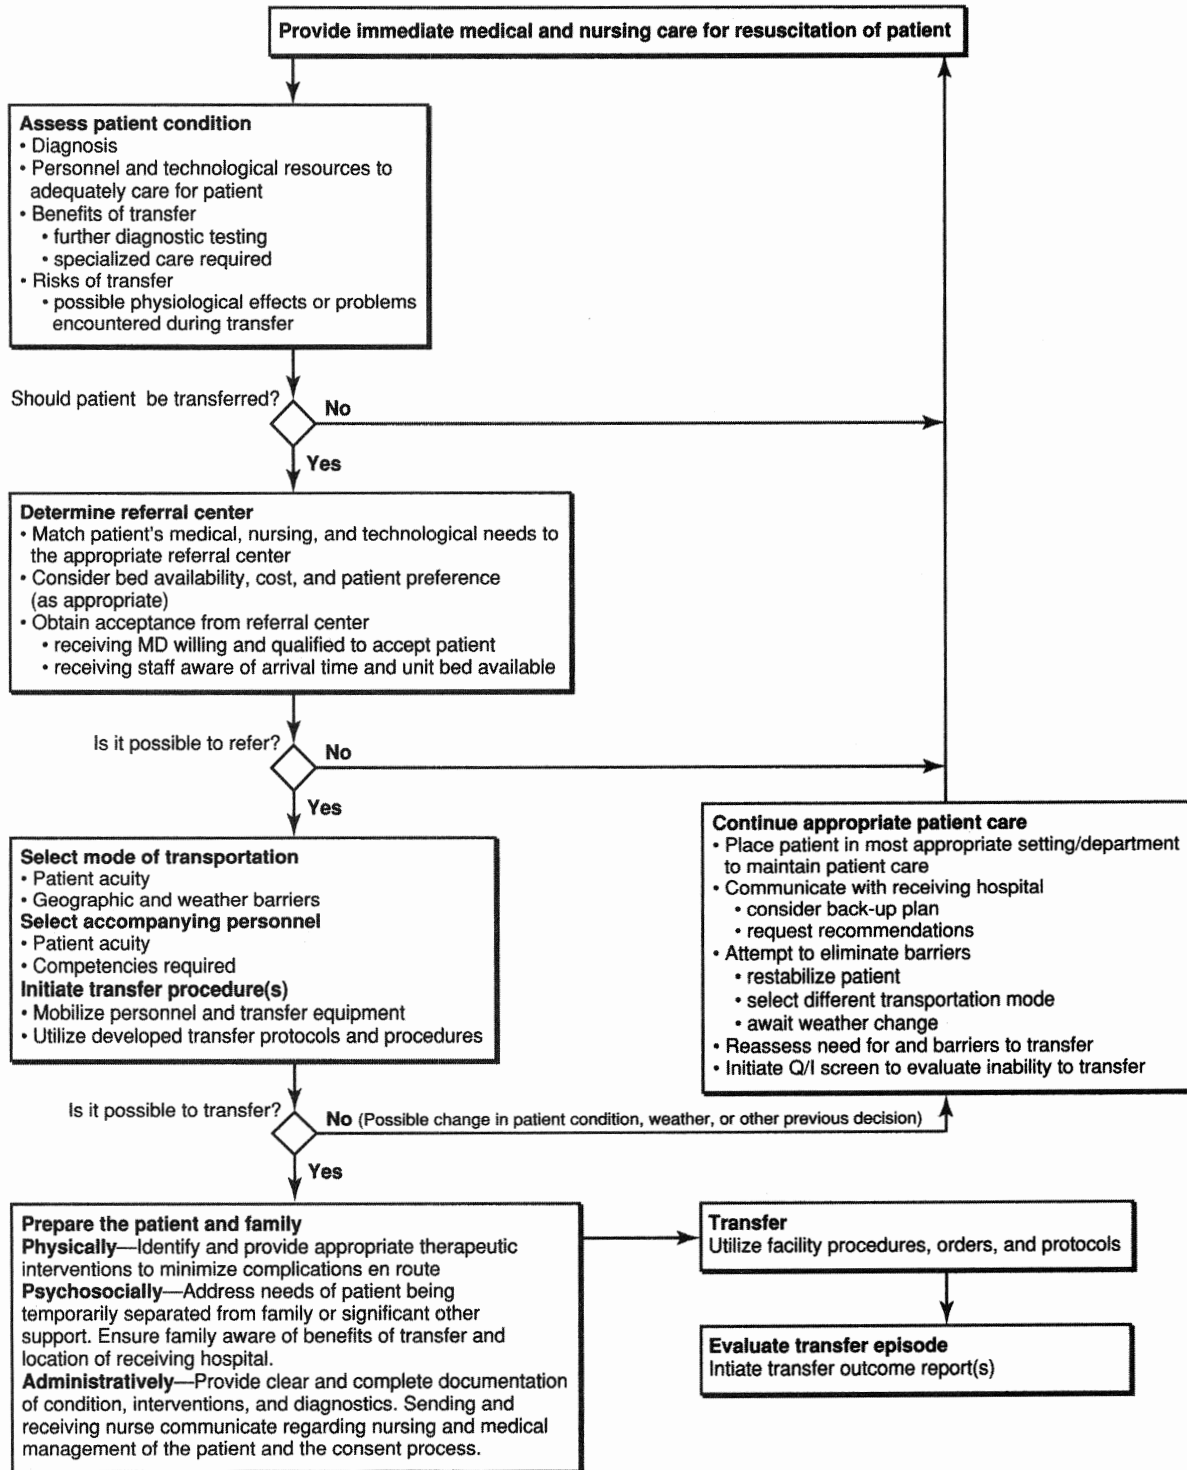 Provide immediate medical and nursing care for resuscitation of patient
Assess patient condition
• Diagnosis
• Personnel and technological resources to
adequately care for patient
• Benefits of transfer
• further diagnostic testing
• specialized care required
• Risks of transfer
• possible physiological effects or problems
encountered during transfer
Should patient be transferred?
No
Yes
Determine referral center
• Match patient's medical, nursing, and technological needs to
the appropriate referral center
• Consider bed availability, cost, and patient preference
(as appropriate)
• Obtain acceptance from referral center
• receiving MD willing and qualified to accept patient
• receiving staff aware of arrival time and unit bed available
Is it possible to refer?
No
Yes
Select mode of transportation
• Patient acuity
• Geographic and weather barriers
Select accompanying personnel
• Patient acuity
• Competencies required
Initiate transfer procedure(s)
• Mobilize personnel and transfer equipment
• Utilize developed transfer protocols and procedures
Continue appropriate patient care
• Place patient in most appropriate setting/department
to maintain patient care
• Communicate with receiving hospital
• consider back-up plan
• request recommendations
• Attempt to eliminate barriers
• restabilize patient
• select different transportation mode
• await weather change
• Reassess need for and barriers to transfer
• Initiate Q/I screen to evaluate inability to transfer
Is it possible to transfer?
No (Possible change in patient condition, weather, or other previous decision)
Yes
Prepare the patient and family
Physically—Identify and provide appropriate therapeutic
interventions to minimize complications en route
Psychosocially—Address needs of patient being
temporarily separated from family or significant other
support. Ensure family aware of benefits of transfer and
location of receiving hospital.
Administratively—Provide clear and complete documentation
of condition, interventions, and diagnostics. Sending and
receiving nurse communicate regarding nursing and medical
management of the patient and the consent process.
Transfer
Utilize facility procedures, orders, and protocols
Evaluate transfer episode
Intiate transfer outcome report(s)